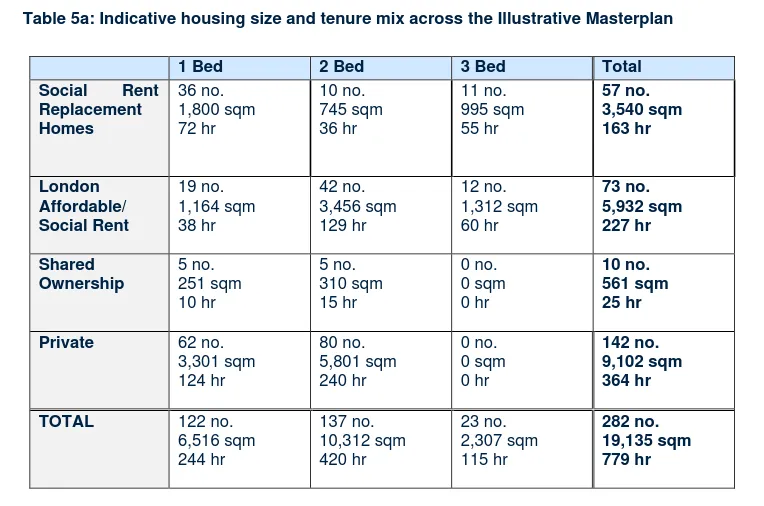 Table 5a: Indicative housing size and tenure mix across the Illustrative Masterplan
1 Bed 2 Bed 3 Bed Total
Social Rent 36 no. 10 no. 11 no. 57 no.
Replacement 1,800 sqm 745 sqm 995 sqm 3,540 sqm
Homes 72 hr 36 hr 55 hr 163 hr
London 19 no. 42 no. 12 no. 73 no.
Affordable/ 1,164 sqm 3,456 sqm 1,312 sqm 5,932 sqm
Social Rent 38 hr 129 hr 60 hr 227 hr
Shared 5 no. 5 no. 0 no. 10 no.
Ownership 251 sqm 310 sqm 0 sqm 561 sqm
10 hr 15 hr 0 hr 25 hr
Private 62 no. 80 no. 0 no. 142 no.
3,301 sqm 5,801 sqm 0 sqm 9,102 sqm
124 hr 240 hr 0 hr 364 hr
TOTAL 122 no. 137 no. 23 no. 282 no.
6,516 sqm 10,312 sqm 2,307 sqm 19,135 sqm
244 hr 420 hr 115 hr 779 hr